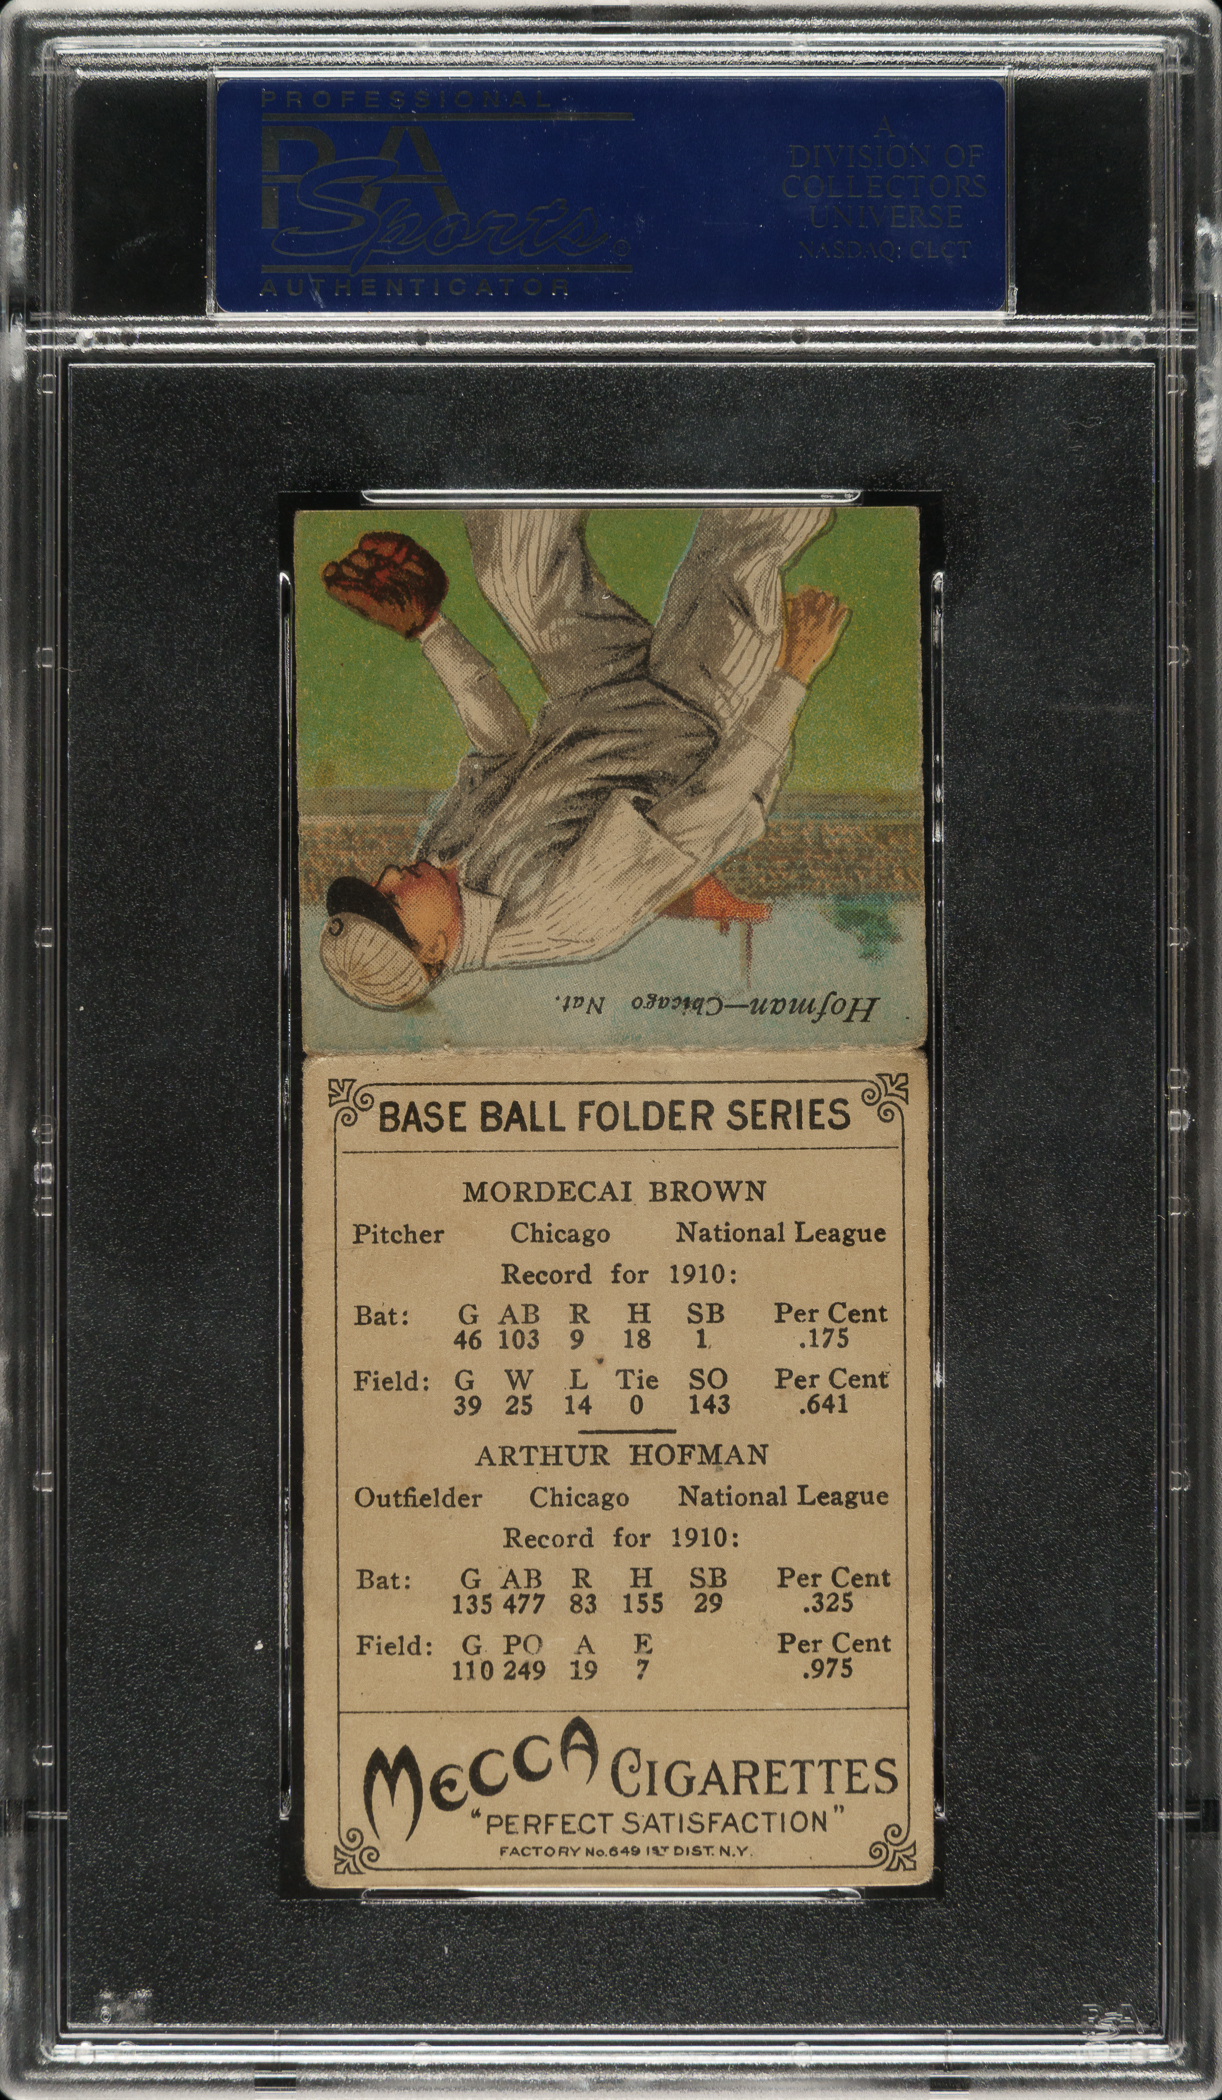 PROFESSIONAL
PSA
Sports
AUTHENTICATOR
A
DIVISION OF
COLLECTORS
UNIVERSE
NASDAQ: CLCT
C
Hofman—Chicago Nat.
BASE BALL FOLDER SERIES
MORDECAI BROWN
Pitcher Chicago National League
Record for 1910:
Bat: G AB R H SB Per Cent
46 103 9 18 1 .175
Field: G W L Tie SO Per Cent
39 25 14 0 143 .641
ARTHUR HOFMAN
Outfielder Chicago National League
Record for 1910:
Bat: G AB R H SB Per Cent
135 477 83 155 29 .325
Field: G PO A E Per Cent
110 249 19 7 .975
MECCA CIGARETTES
"PERFECT SATISFACTION"
FACTORY No. 649 1ST DIST. N.Y.
PSA